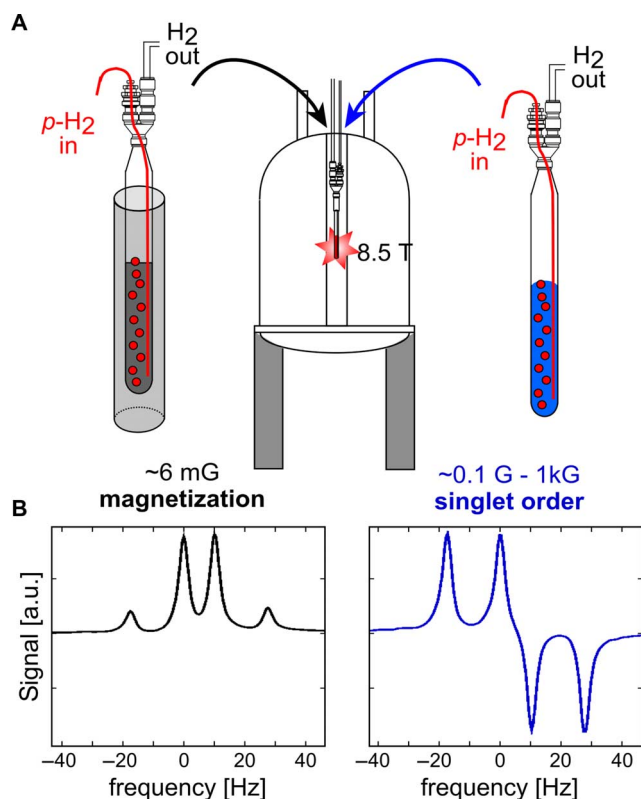 A
H2
out
p-H2
in
8.5 T
H2
out
p-H2
in
~6 mG
magnetization
~0.1 G - 1kG
singlet order
B
Signal [a.u.]
−40 −20 0 20 40
frequency [Hz]
−40 −20 0 20 40
frequency [Hz]